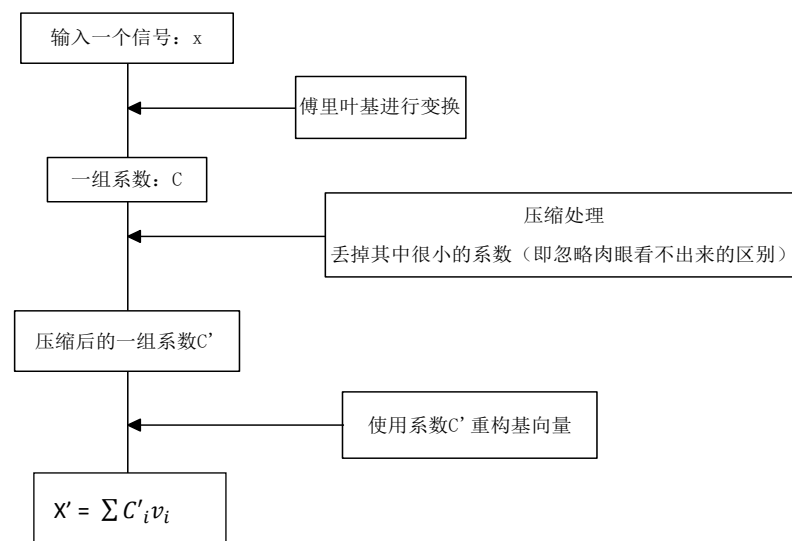 输入一个信号：x
傅里叶基进行变换
一组系数：C
压缩处理
丢掉其中很小的系数（即忽略肉眼看不出来的区别）
压缩后的一组系数C'
使用系数C'重构基向量
X' = ∑ C'ᵢvᵢ